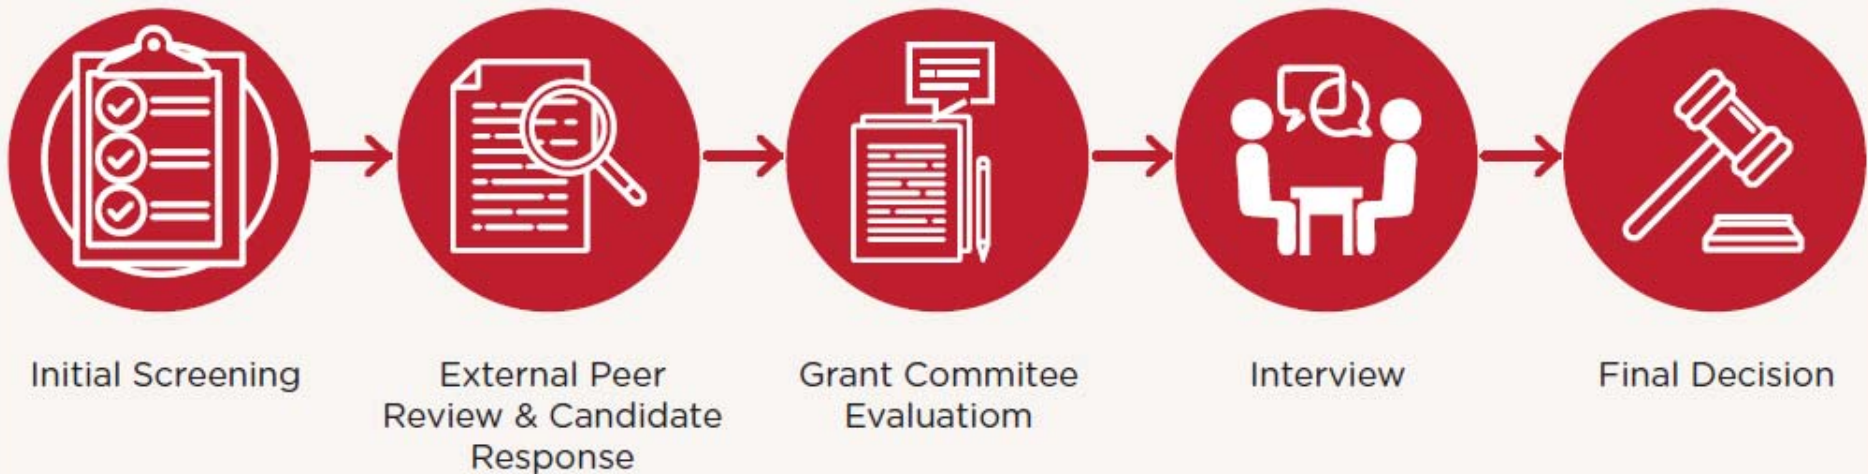 Initial Screening
External Peer
Review & Candidate
Response
Grant Commitee
Evaluatiom
Interview
Final Decision